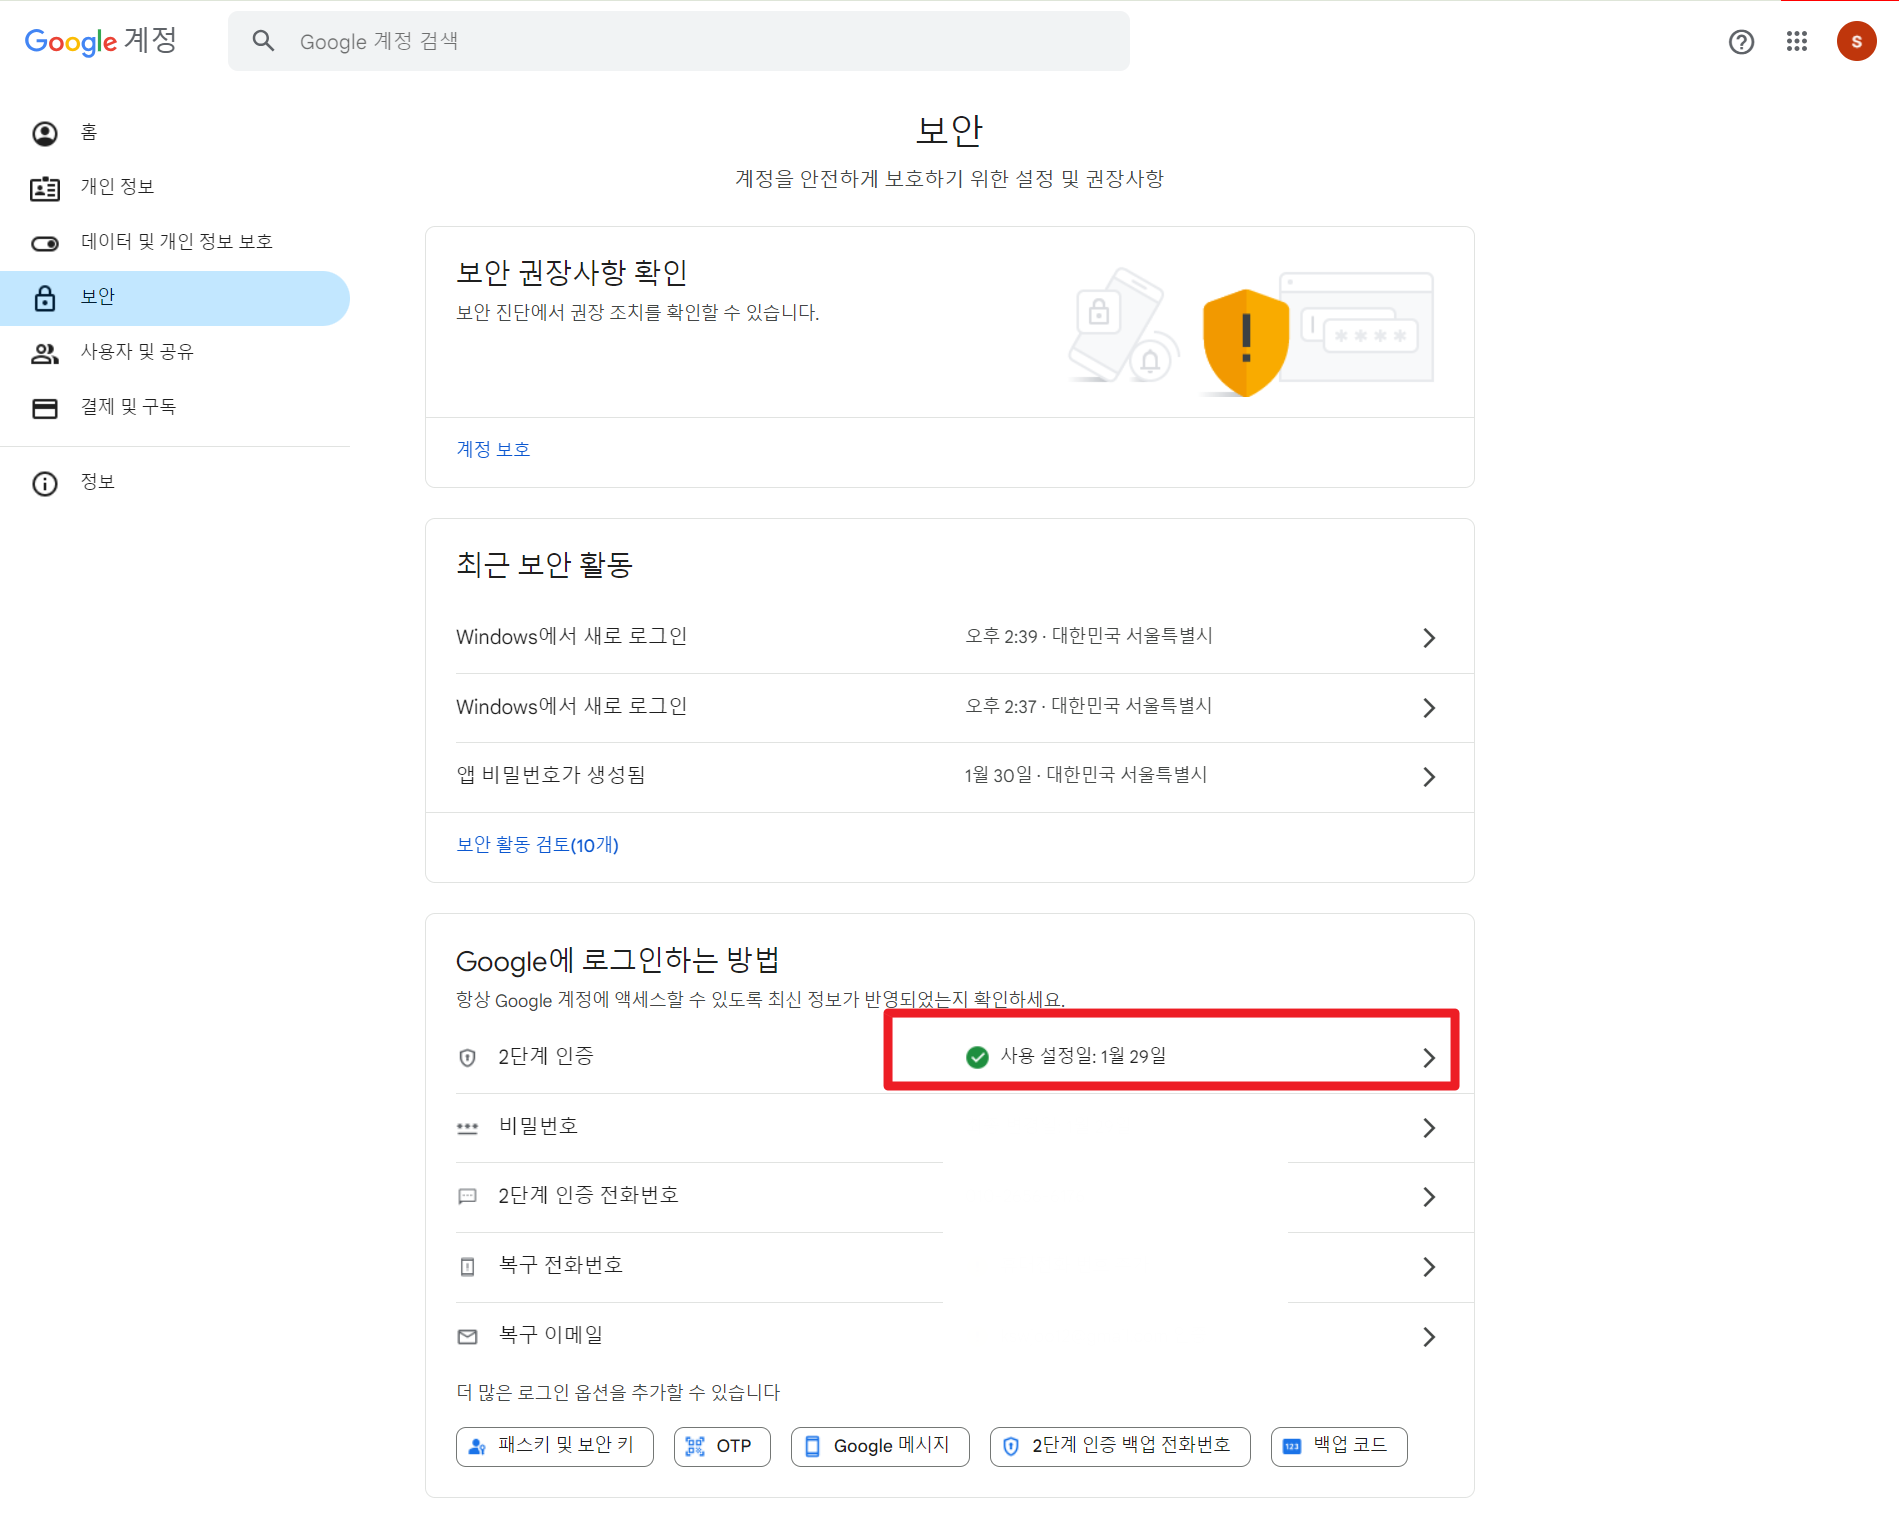 Google 계정
Google 계정 검색
S
홈
개인 정보
데이터 및 개인 정보 보호
보안
사용자 및 공유
결제 및 구독
정보
보안
계정을 안전하게 보호하기 위한 설정 및 권장사항
보안 권장사항 확인
보안 진단에서 권장 조치를 확인할 수 있습니다.
계정 보호
최근 보안 활동
Windows에서 새로 로그인 오후 2:39 · 대한민국 서울특별시
Windows에서 새로 로그인 오후 2:37 · 대한민국 서울특별시
앱 비밀번호가 생성됨 1월 30일 · 대한민국 서울특별시
보안 활동 검토(10개)
Google에 로그인하는 방법
항상 Google 계정에 액세스할 수 있도록 최신 정보가 반영되었는지 확인하세요.
2단계 인증 사용 설정일: 1월 29일
비밀번호
2단계 인증 전화번호
복구 전화번호
복구 이메일
더 많은 로그인 옵션을 추가할 수 있습니다
패스키 및 보안 키 OTP Google 메시지 2단계 인증 백업 전화번호 123 백업 코드